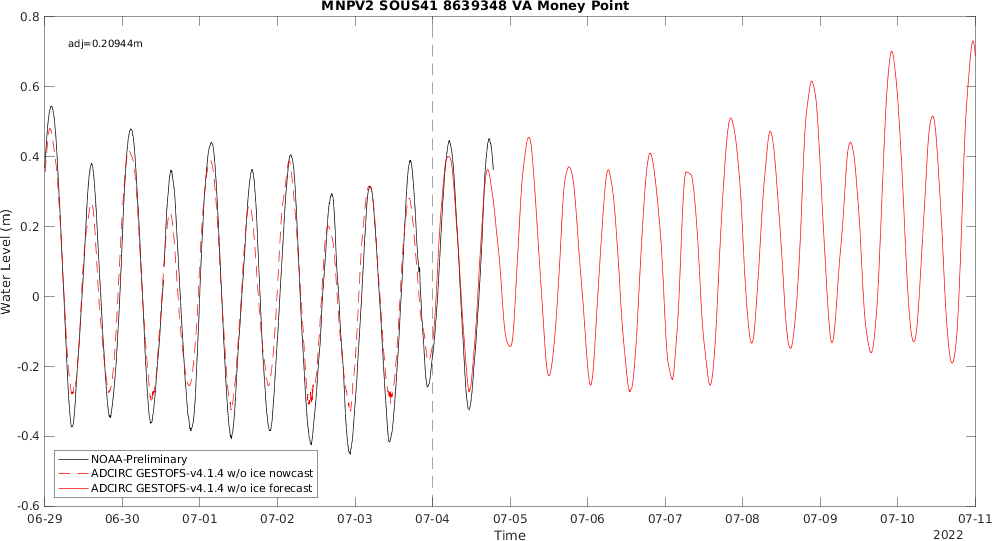 MNPV2 SOUS41 8639348 VA Money Point
adj=0.20944m
0.8
0.6
0.4
0.2
0
-0.2
-0.4
-0.6
Water Level (m)
NOAA-Preliminary
ADCIRC GESTOFS-v4.1.4 w/o ice nowcast
ADCIRC GESTOFS-v4.1.4 w/o ice forecast
06-29 06-30 07-01 07-02 07-03 07-04 07-05 07-06 07-07 07-08 07-09 07-10 07-11
Time
2022